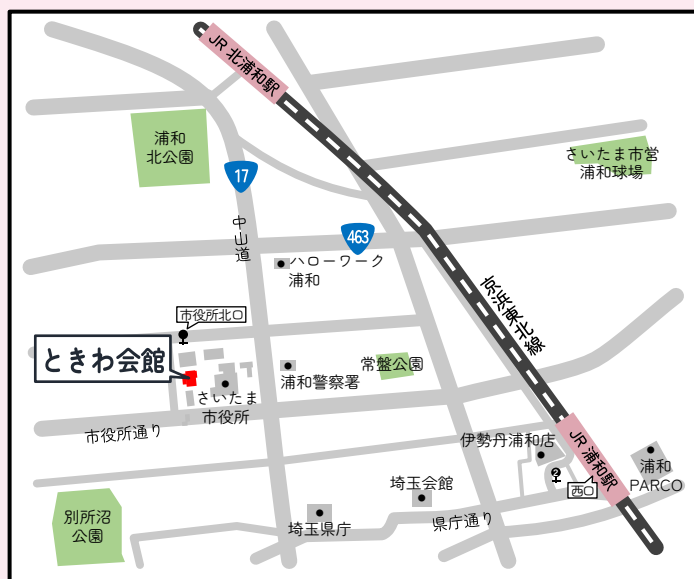 JR 北浦和駅
浦和
北公園
さいたま市営
浦和球場
17
中山道
463
ハローワーク
浦和
京浜東北線
市役所北口
ときわ会館
さいたま
市役所
浦和警察署
常盤公園
市役所通り
伊勢丹浦和店
2
JR 浦和駅
西口
浦和
PARCO
埼玉会館
県庁通り
埼玉県庁
別所沼
公園